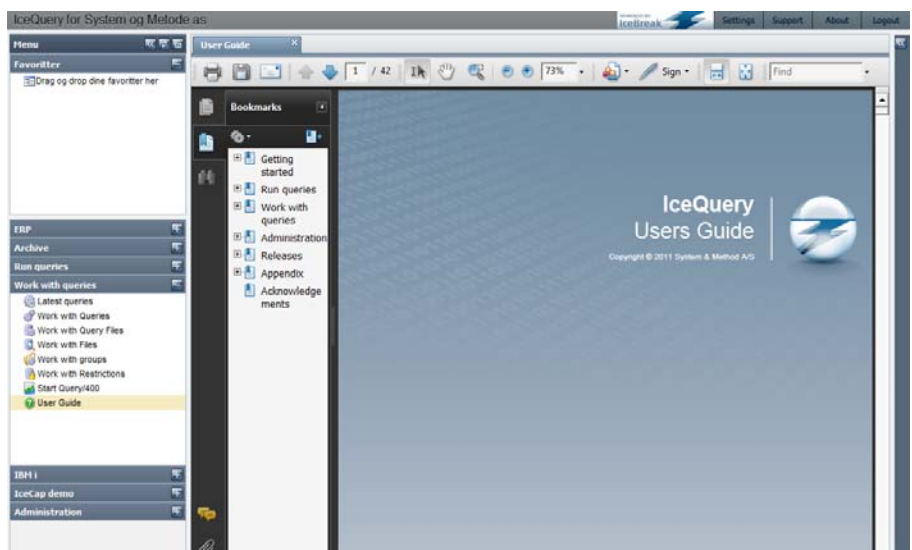 IceQuery for System og Metode as
POWERED BY
icebreak
Settings
Support
About
Logout
Menu
User Guide
Favoritter
Drag og drop dine favoritter her
1 / 42
73%
Sign
Find
Bookmarks
Getting
started
Run queries
Work with
queries
Administration
Releases
Appendix
Acknowledge
ments
IceQuery
Users Guide
Copyright © 2011 System & Method A/S
ERP
Archive
Run queries
Work with queries
Latest queries
Work with Queries
Work with Query Files
Work with Files
Work with groups
Work with Restrictions
Start Query/400
User Guide
IBM i
IceCap demo
Administration